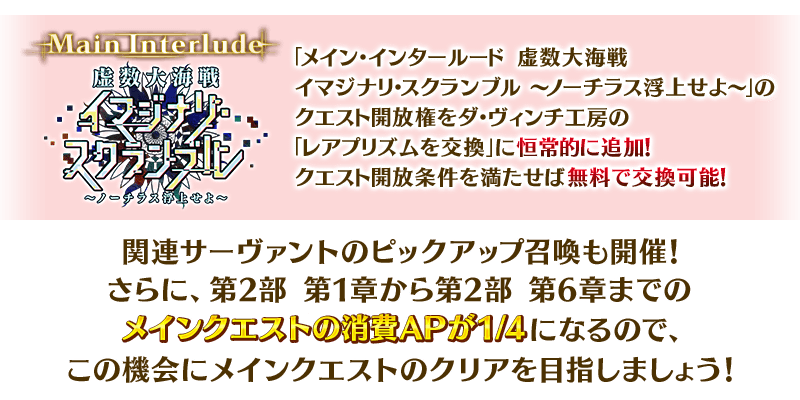 Main Interlude
虚数大海戦
イマジナリ・
スクランブル
～ノーチラス浮上せよ～
「メイン・インタールード 虚数大海戦
イマジナリ・スクランブル ～ノーチラス浮上せよ～」の
クエスト開放権をダ・ヴィンチ工房の
「レアプリズムを交換」に恒常的に追加!
クエスト開放条件を満たせば無料で交換可能!
関連サーヴァントのピックアップ召喚も開催!
さらに、第2部 第1章から第2部 第6章までの
メインクエストの消費APが1/4になるので、
この機会にメインクエストのクリアを目指しましょう!